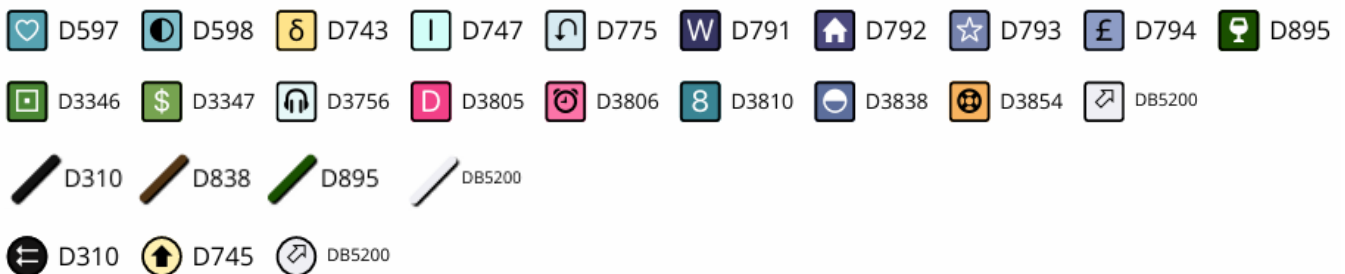 D597 D598 δ D743 I D747 D775 W D791 D792 D793 £ D794 D895
D3346 $ D3347 D3756 D D3805 D3806 8 D3810 D3838 D3854 DB5200
D310 D838 D895 DB5200
D310 D745 DB5200